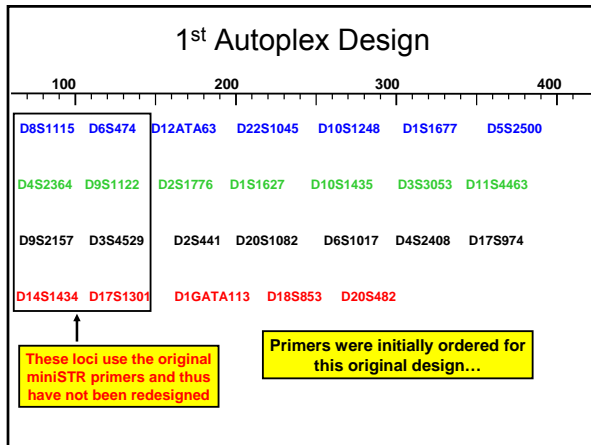 1st Autoplex Design
100 200 300 400
D8S1115 D6S474 D12ATA63 D22S1045 D10S1248 D1S1677 D5S2500
D4S2364 D9S1122 D2S1776 D1S1627 D10S1435 D3S3053 D11S4463
D9S2157 D3S4529 D2S441 D20S1082 D6S1017 D4S2408 D17S974
D14S1434 D17S1301 D1GATA113 D18S853 D20S482
These loci use the original
miniSTR primers and thus
have not been redesigned
Primers were initially ordered for
this original design…